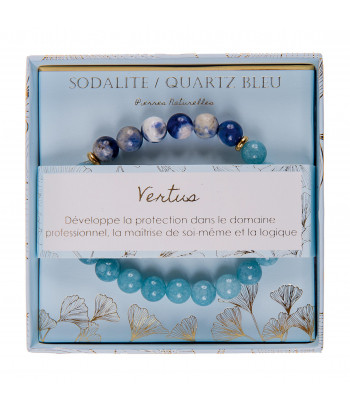 SODALITE / QUARTZ BLEU
Pierres Naturelles
Vertus
Développe la protection dans le domaine
professionnel, la maîtrise de soi-même et la logique